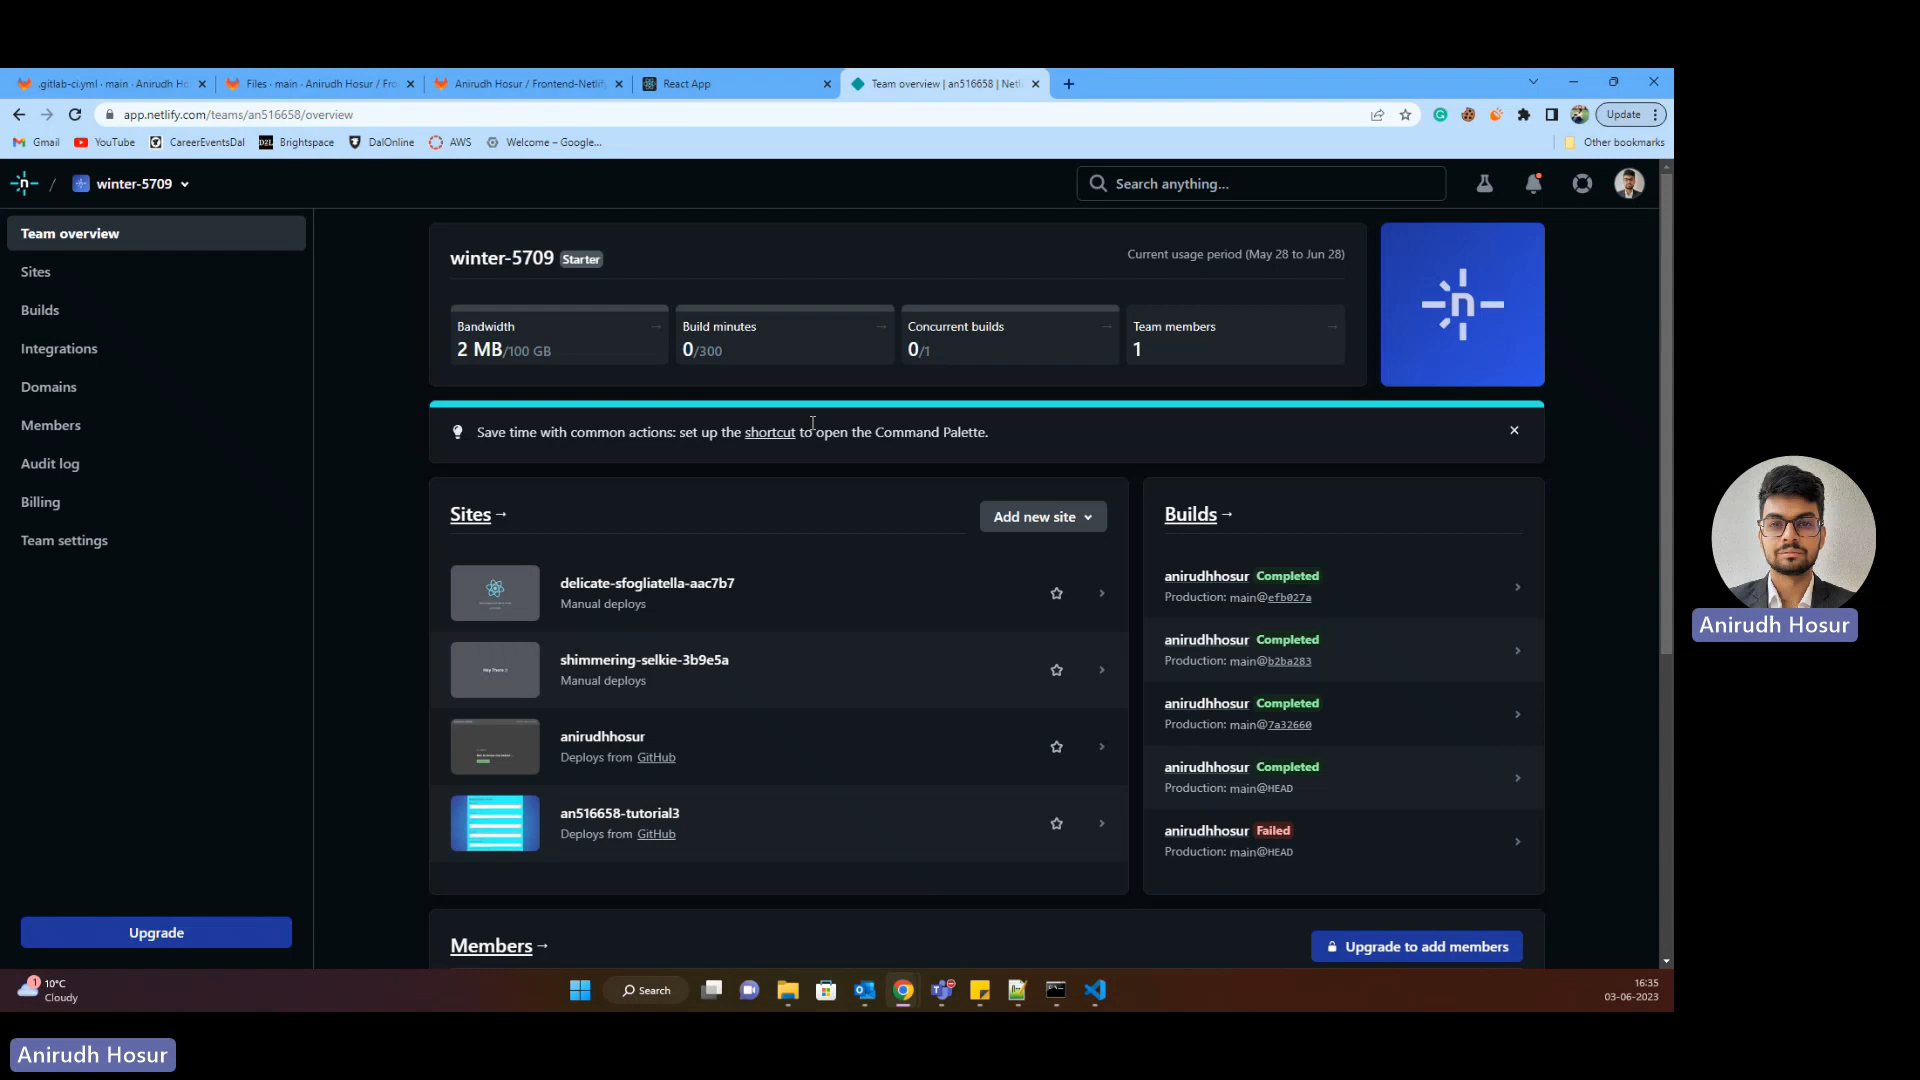 .gitlab-ci.yml · main · Anirudh Ho
Files · main · Anirudh Hosur / Fro
Anirudh Hosur / Frontend-Netlify
React App
Team overview | an516658 | Netl
app.netlify.com/teams/an516658/overview
Update
Gmail
YouTube
CareerEventsDal
Brightspace
DalOnline
AWS
Welcome – Google...
Other bookmarks
/ winter-5709
Search anything...
Team overview
Sites
Builds
Integrations
Domains
Members
Audit log
Billing
Team settings
Upgrade
winter-5709 Starter
Current usage period (May 28 to Jun 28)
Bandwidth →
2 MB/100 GB
Build minutes →
0/300
Concurrent builds →
0/1
Team members →
1
n
Save time with common actions: set up the shortcut to open the Command Palette.
Sites →
Add new site
delicate-sfogliatella-aac7b7
Manual deploys
Hey There :)
shimmering-selkie-3b9e5a
Manual deploys
anirudhhosur
Deploys from GitHub
an516658-tutorial3
Deploys from GitHub
Builds →
anirudhhosur Completed
Production: main@efb027a
anirudhhosur Completed
Production: main@b2ba283
anirudhhosur Completed
Production: main@7a32660
anirudhhosur Completed
Production: main@HEAD
anirudhhosur Failed
Production: main@HEAD
Members →
Upgrade to add members
1
10°C
Cloudy
Search
16:35
03-06-2023
Anirudh Hosur
Anirudh Hosur